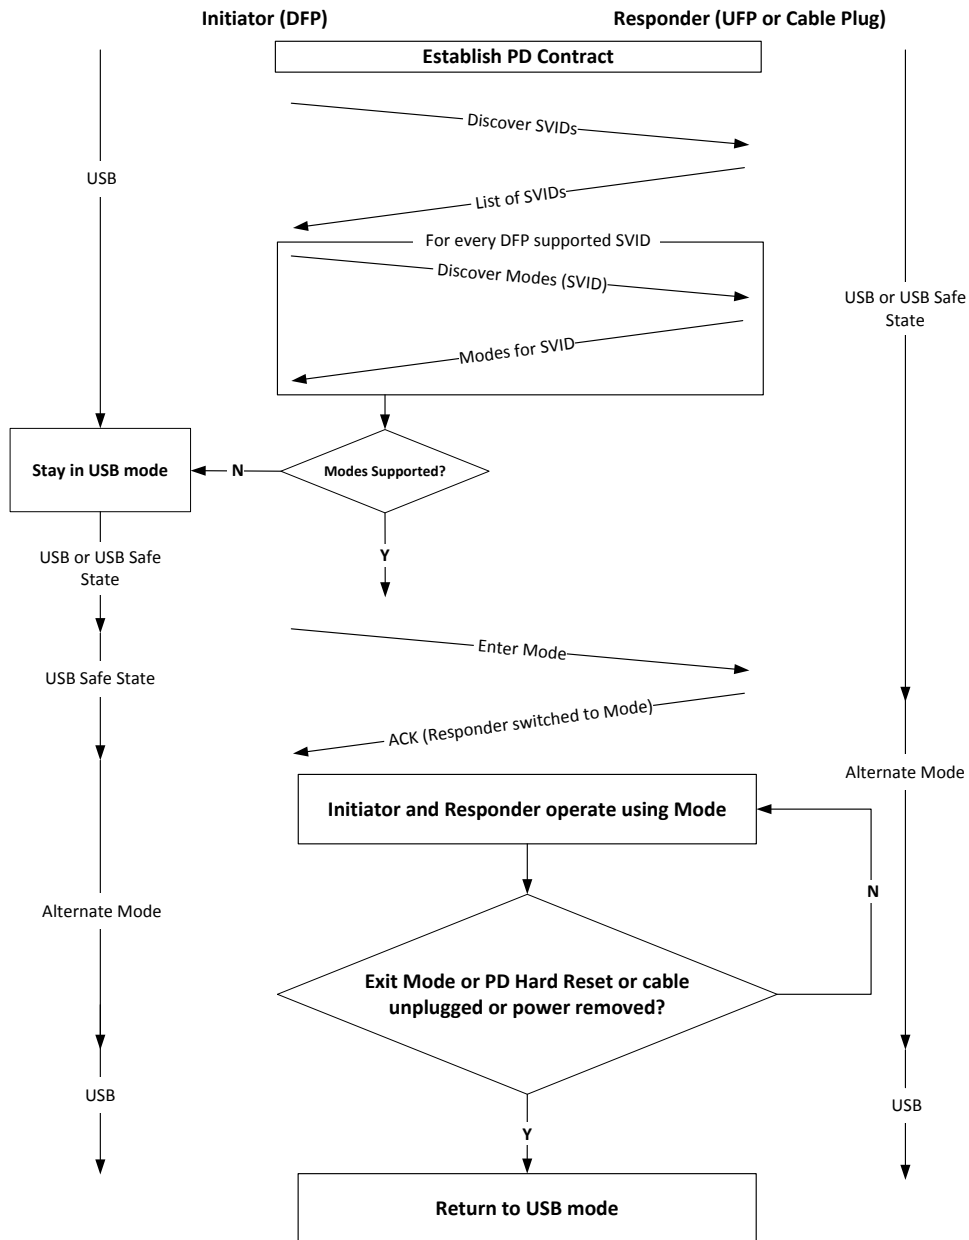 Initiator (DFP)
Responder (UFP or Cable Plug)
Establish PD Contract
Discover SVIDs
USB
List of SVIDs
For every DFP supported SVID
Discover Modes (SVID)
USB or USB Safe
State
Modes for SVID
Stay in USB mode
N
Modes Supported?
Y
USB or USB Safe
State
Enter Mode
USB Safe State
ACK (Responder switched to Mode)
Alternate Mode
Initiator and Responder operate using Mode
N
Alternate Mode
Exit Mode or PD Hard Reset or cable
unplugged or power removed?
USB
USB
Y
Return to USB mode